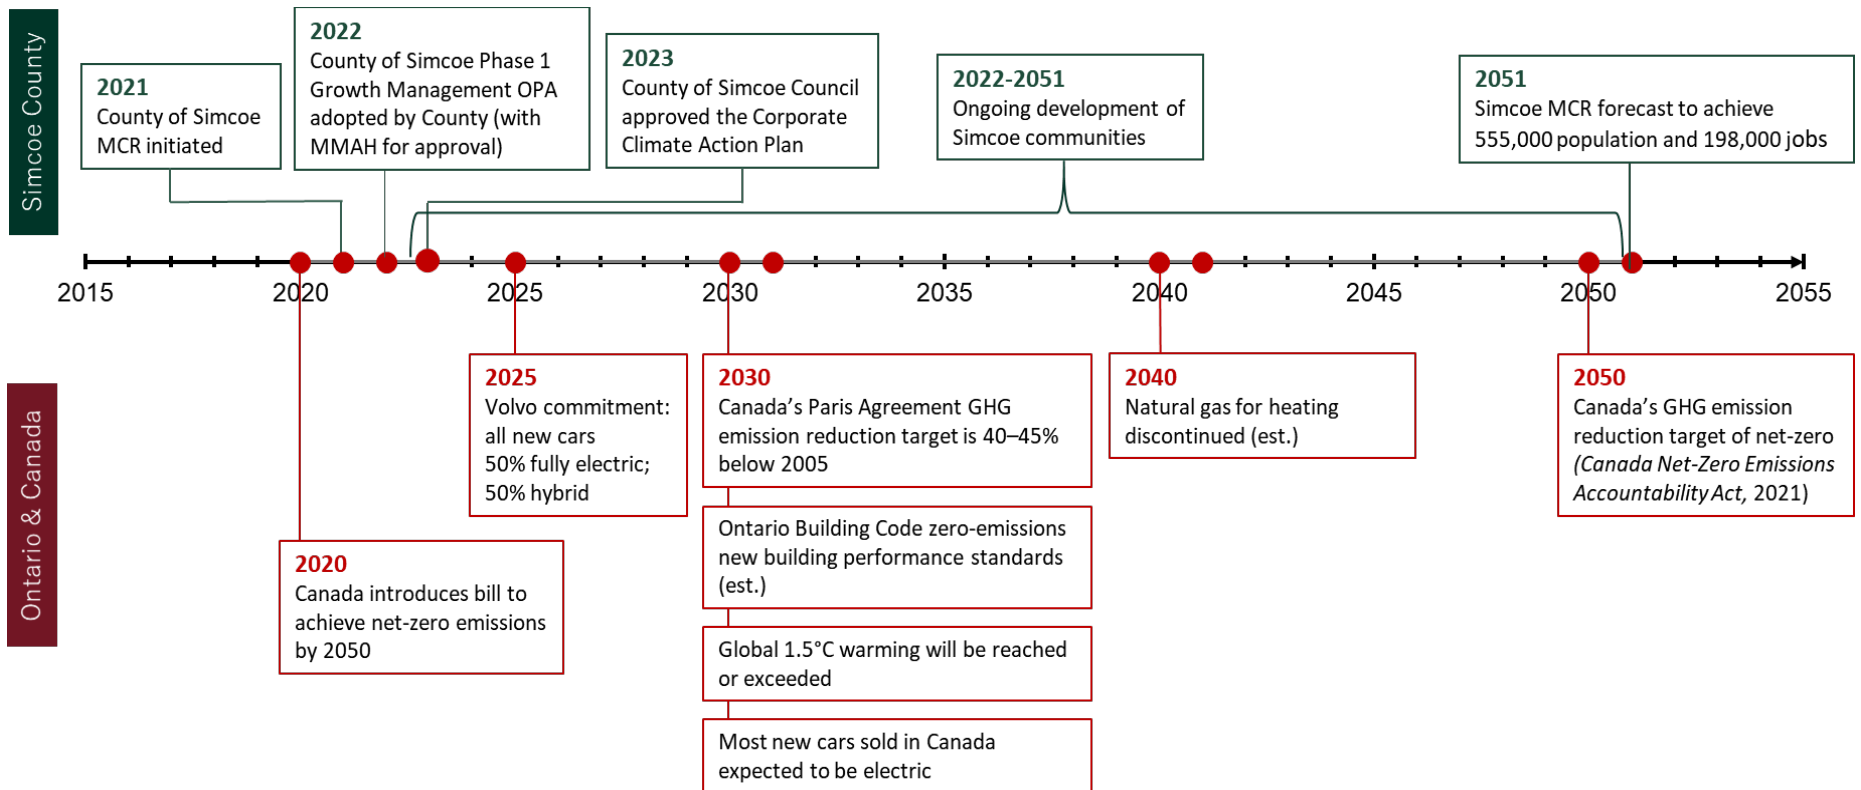 Simcoe County
2021
County of Simcoe
MCR initiated
2022
County of Simcoe Phase 1
Growth Management OPA
adopted by County (with
MMAH for approval)
2023
County of Simcoe Council
approved the Corporate
Climate Action Plan
2022-2051
Ongoing development of
Simcoe communities
2051
Simcoe MCR forecast to achieve
555,000 population and 198,000 jobs
2015
2020
2025
2030
2035
2040
2045
2050
2055
Ontario & Canada
2020
Canada introduces bill to
achieve net-zero emissions
by 2050
2025
Volvo commitment:
all new cars
50% fully electric;
50% hybrid
2030
Canada’s Paris Agreement GHG
emission reduction target is 40–45%
below 2005
Ontario Building Code zero-emissions
new building performance standards
(est.)
Global 1.5°C warming will be reached
or exceeded
Most new cars sold in Canada
expected to be electric
2040
Natural gas for heating
discontinued (est.)
2050
Canada’s GHG emission
reduction target of net-zero
(Canada Net-Zero Emissions
Accountability Act, 2021)